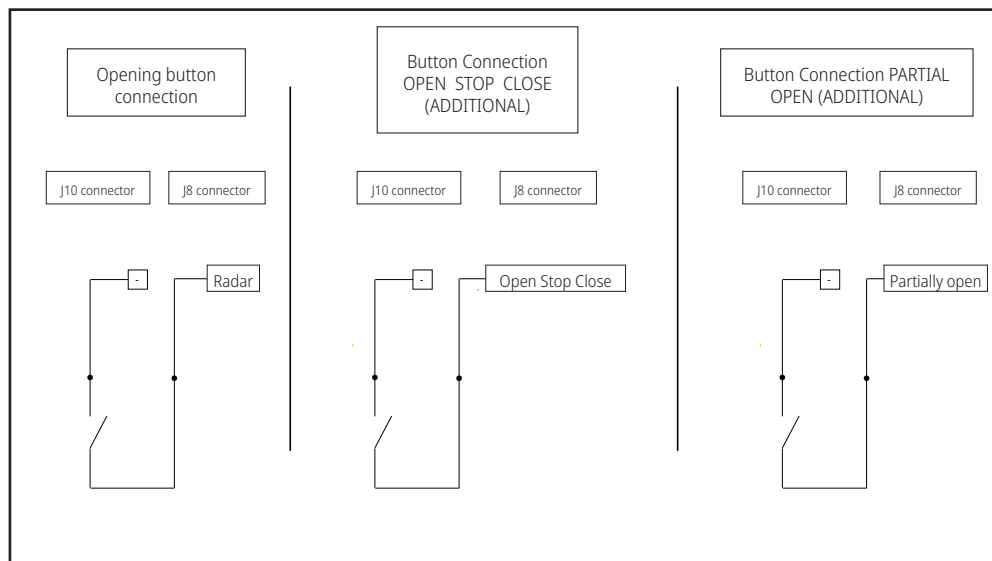 Opening button
connection
J10 connector
J8 connector
-
Radar
Button Connection
OPEN STOP CLOSE
(ADDITIONAL)
J10 connector
J8 connector
-
Open Stop Close
Button Connection PARTIAL
OPEN (ADDITIONAL)
J10 connector
J8 connector
-
Partially open